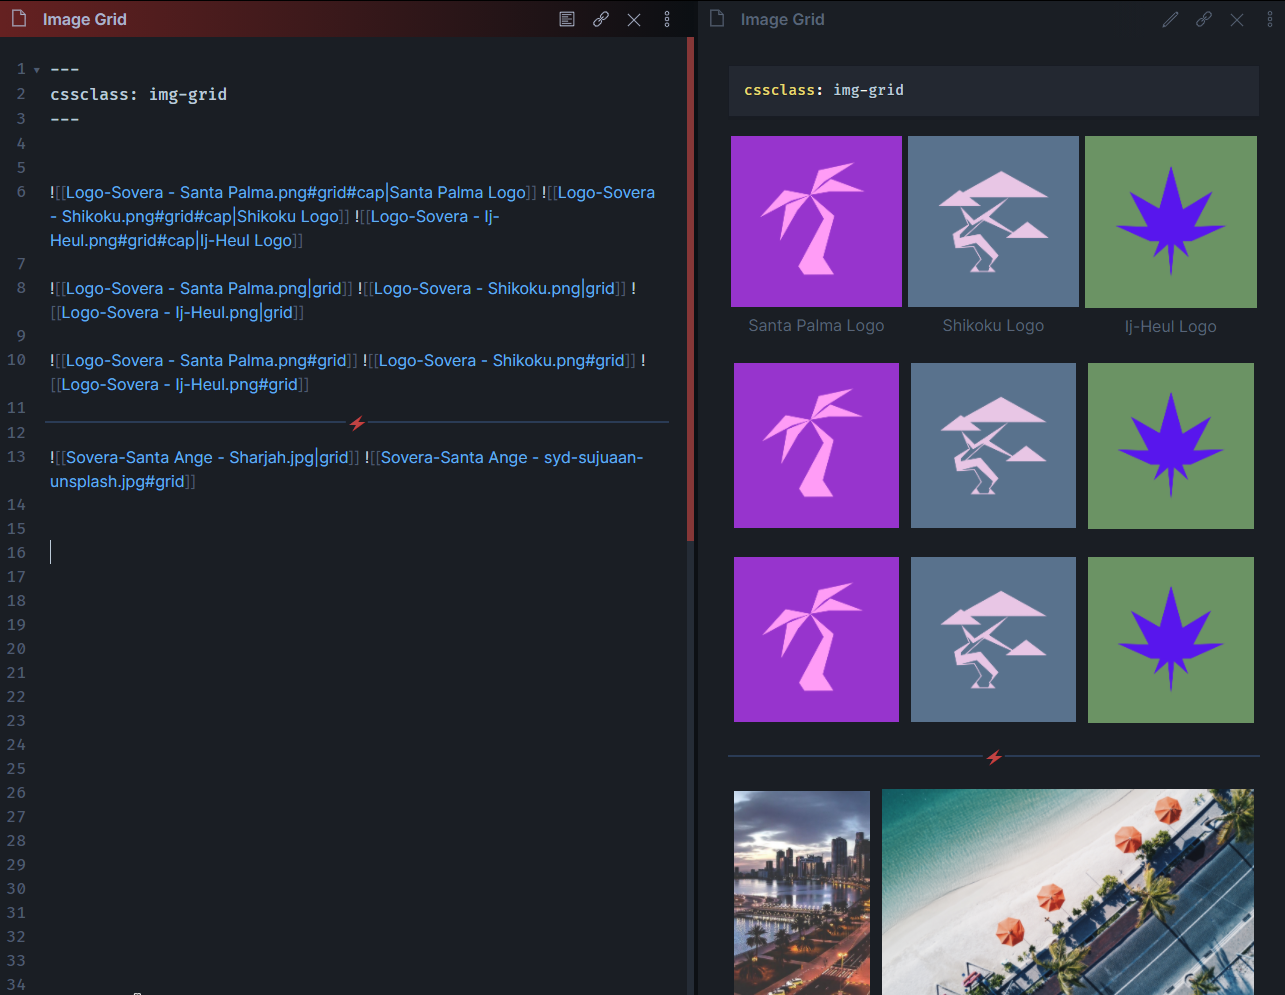 Image Grid
1 ---
2 cssclass: img-grid
3 ---
4
5
6 ![[Logo-Sovera - Santa Palma.png#grid#cap|Santa Palma Logo]] ![[Logo-Sovera
- Shikoku.png#grid#cap|Shikoku Logo]] ![[Logo-Sovera - Ij-
Heul.png#grid#cap|Ij-Heul Logo]]
7
8 ![[Logo-Sovera - Santa Palma.png|grid]] ![[Logo-Sovera - Shikoku.png|grid]] !
[[Logo-Sovera - Ij-Heul.png|grid]]
9
10 ![[Logo-Sovera - Santa Palma.png#grid]] ![[Logo-Sovera - Shikoku.png#grid]] !
[[Logo-Sovera - Ij-Heul.png#grid]]
11
12
13 ![[Sovera-Santa Ange - Sharjah.jpg|grid]] ![[Sovera-Santa Ange - syd-sujuaan-
unsplash.jpg#grid]]
14
15
16
17
18
19
20
21
22
23
24
25
26
27
28
29
30
31
32
33
34
Image Grid
cssclass: img-grid
Santa Palma Logo
Shikoku Logo
Ij-Heul Logo